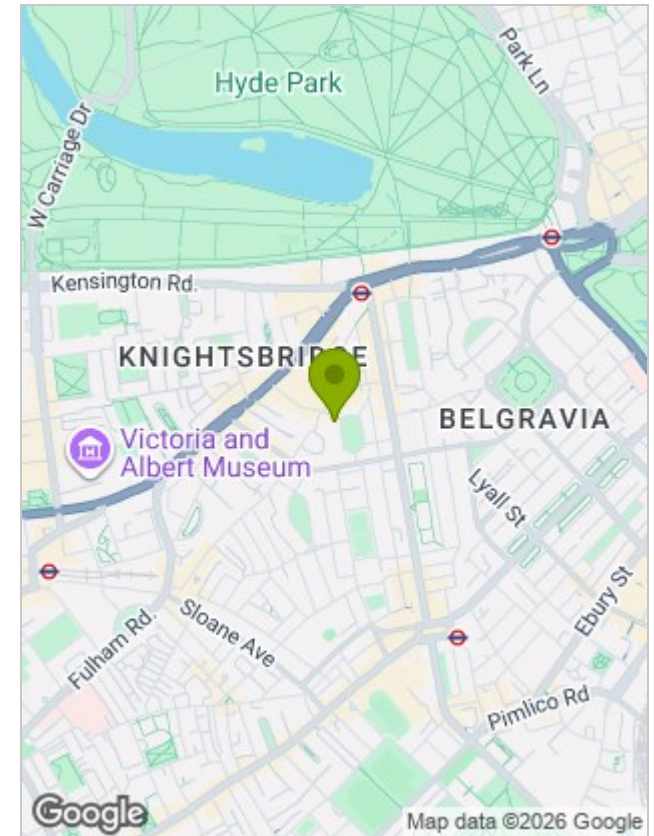 Park Ln
Hyde Park
W Carriage Dr
Kensington Rd.
KNIGHTSBRIDGE
BELGRAVIA
Victoria and
Albert Museum
Lyall St
Ebury St
Sloane Ave
Fulham Rd.
Pimlico Rd
Google
Map data ©2026 Google